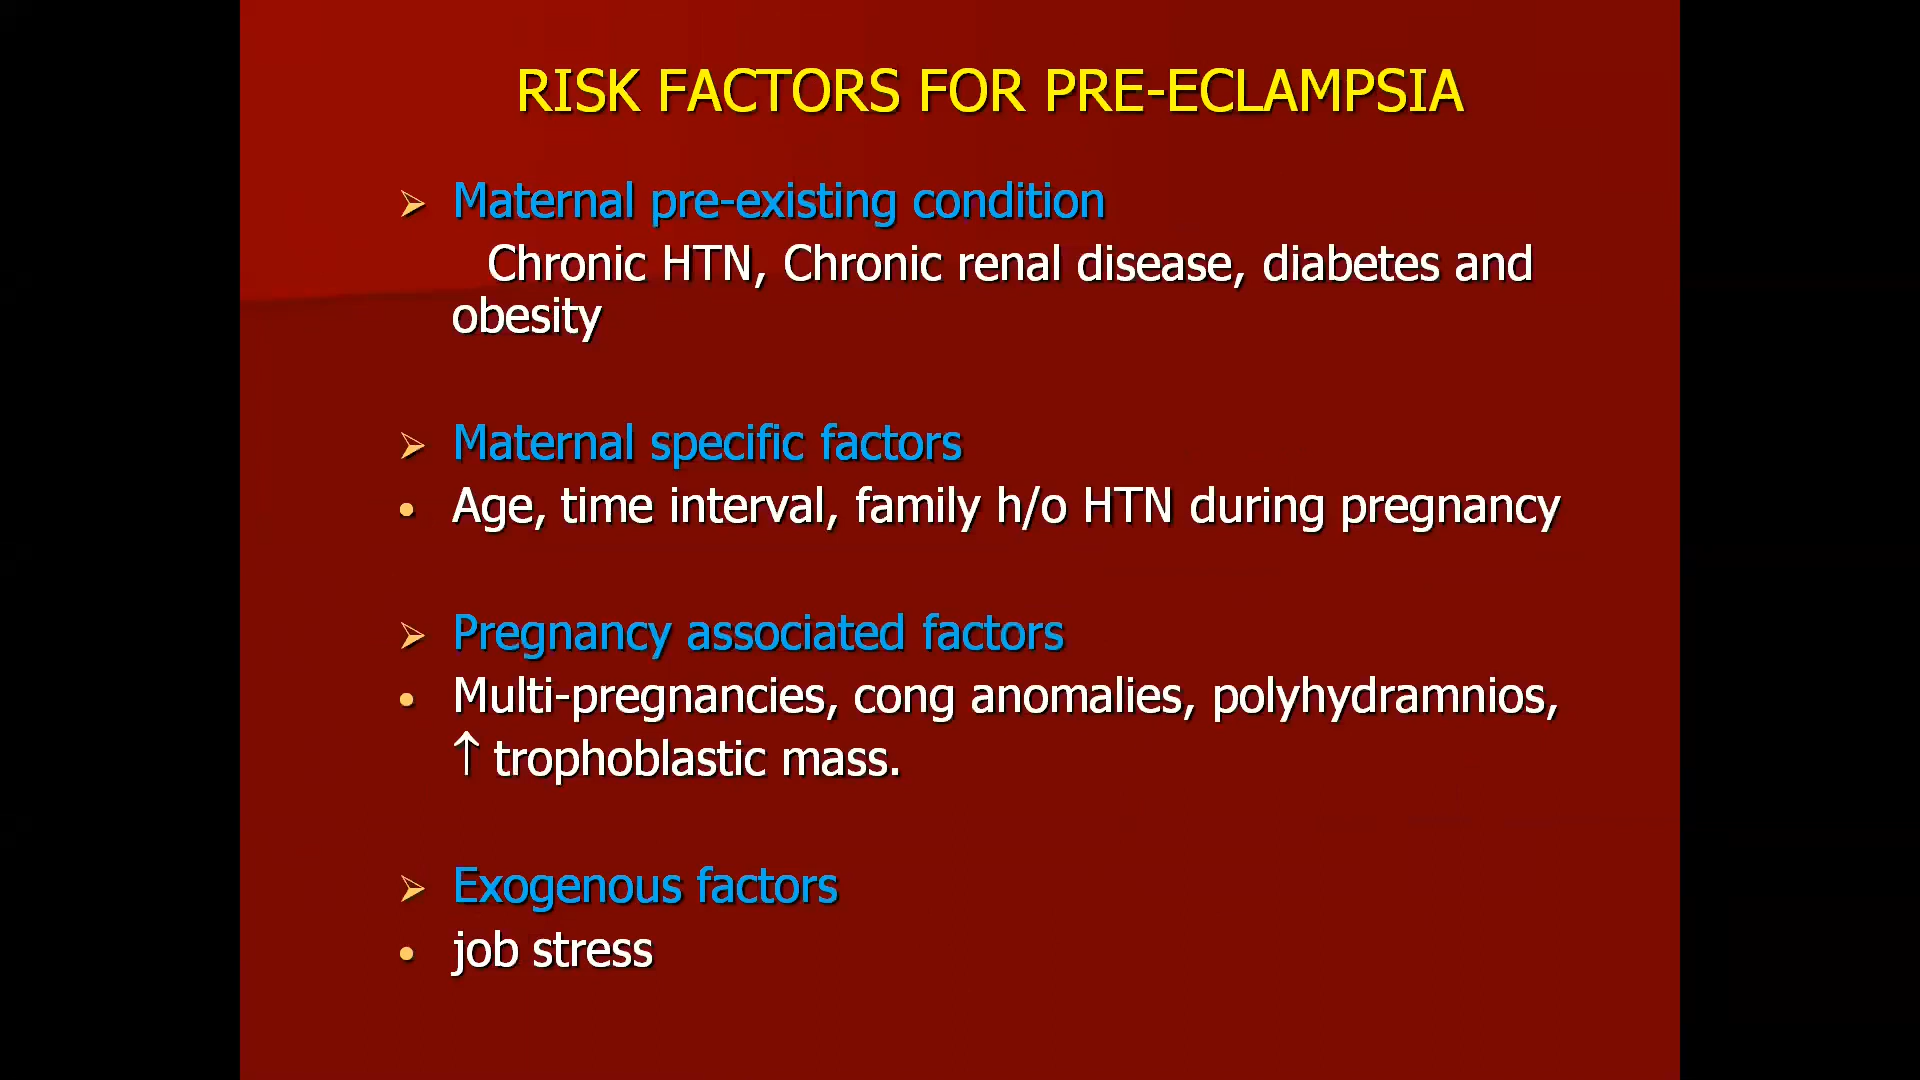 RISK FACTORS FOR PRE-ECLAMPSIA
➢ Maternal pre-existing condition
Chronic HTN, Chronic renal disease, diabetes and
obesity
➢ Maternal specific factors
• Age, time interval, family h/o HTN during pregnancy
➢ Pregnancy associated factors
• Multi-pregnancies, cong anomalies, polyhydramnios,
↑ trophoblastic mass.
➢ Exogenous factors
• job stress